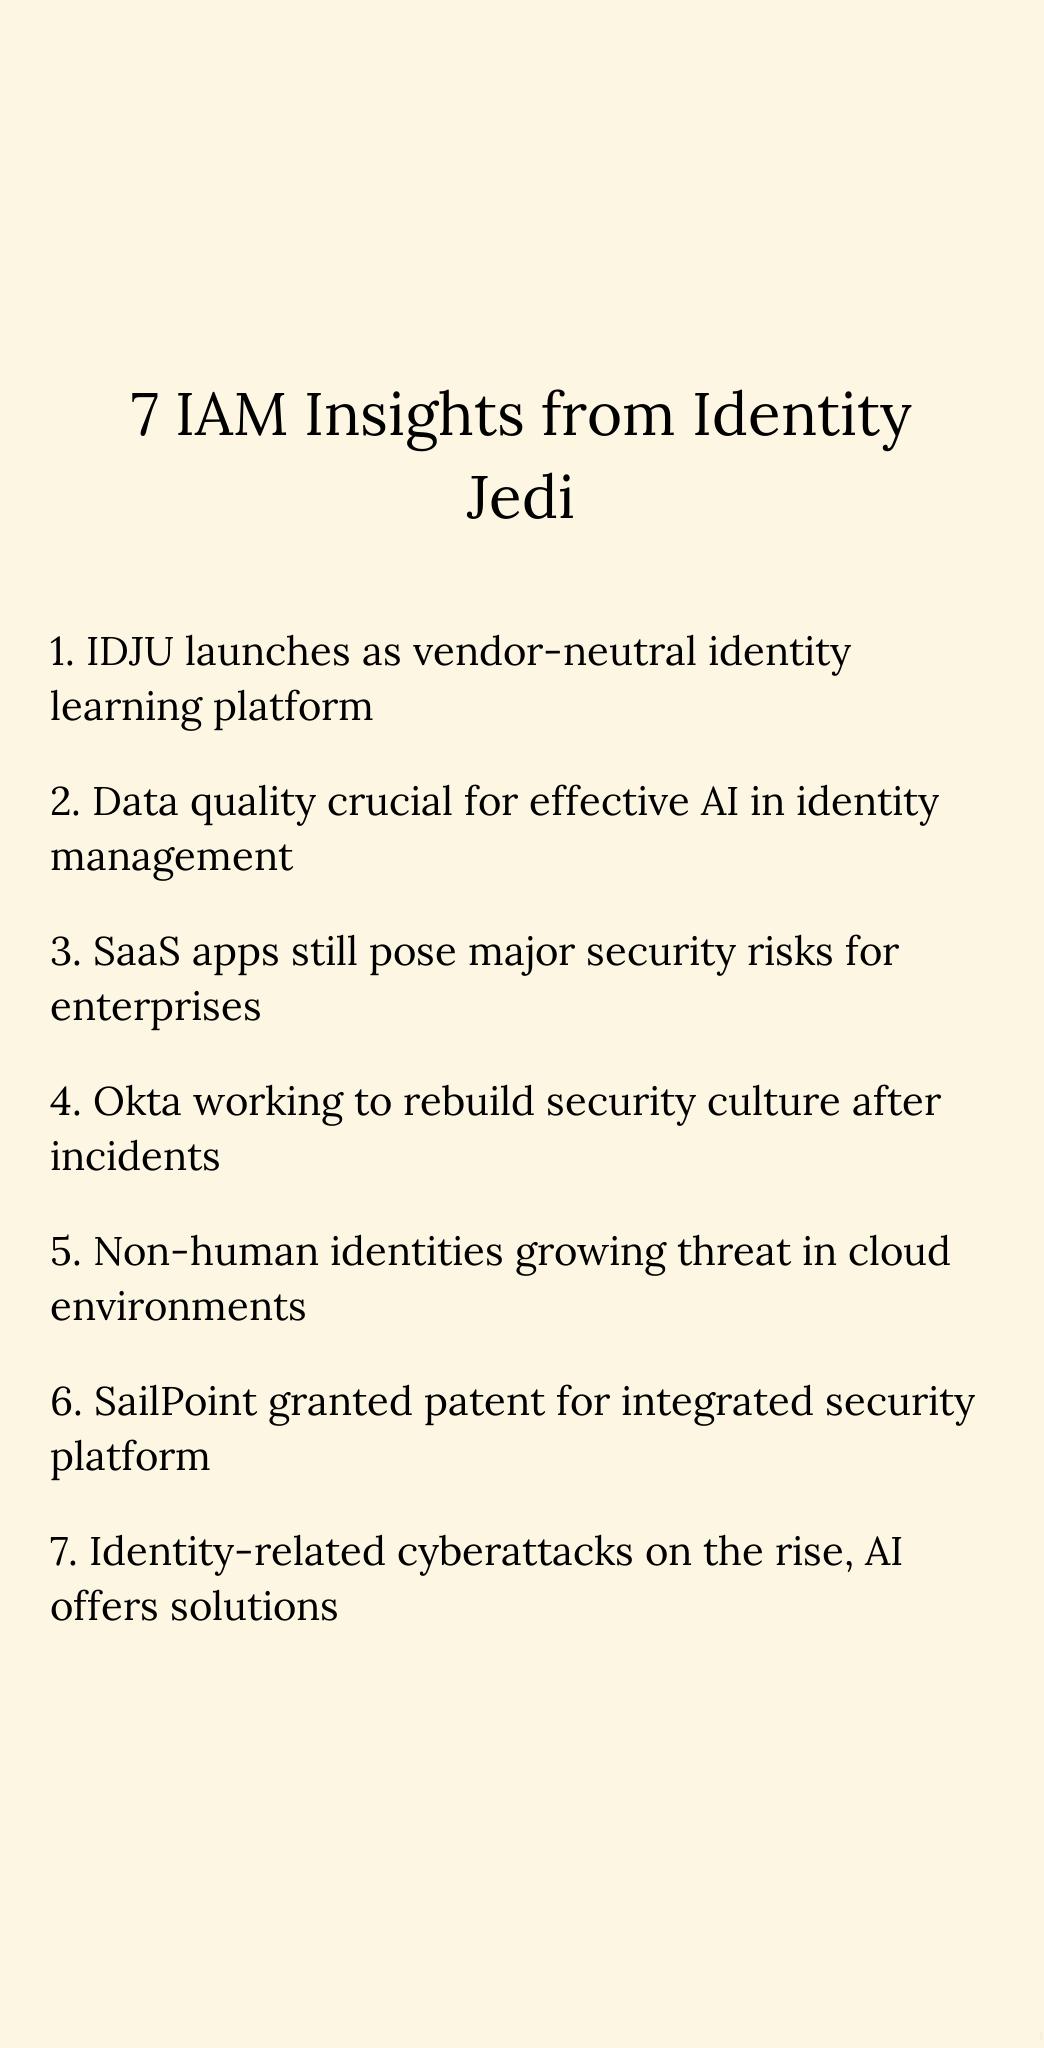 7 IAM Insights from Identity
Jedi
1. IDJU launches as vendor-neutral identity
learning platform
2. Data quality crucial for effective AI in identity
management
3. SaaS apps still pose major security risks for
enterprises
4. Okta working to rebuild security culture after
incidents
5. Non-human identities growing threat in cloud
environments
6. SailPoint granted patent for integrated security
platform
7. Identity-related cyberattacks on the rise, AI
offers solutions